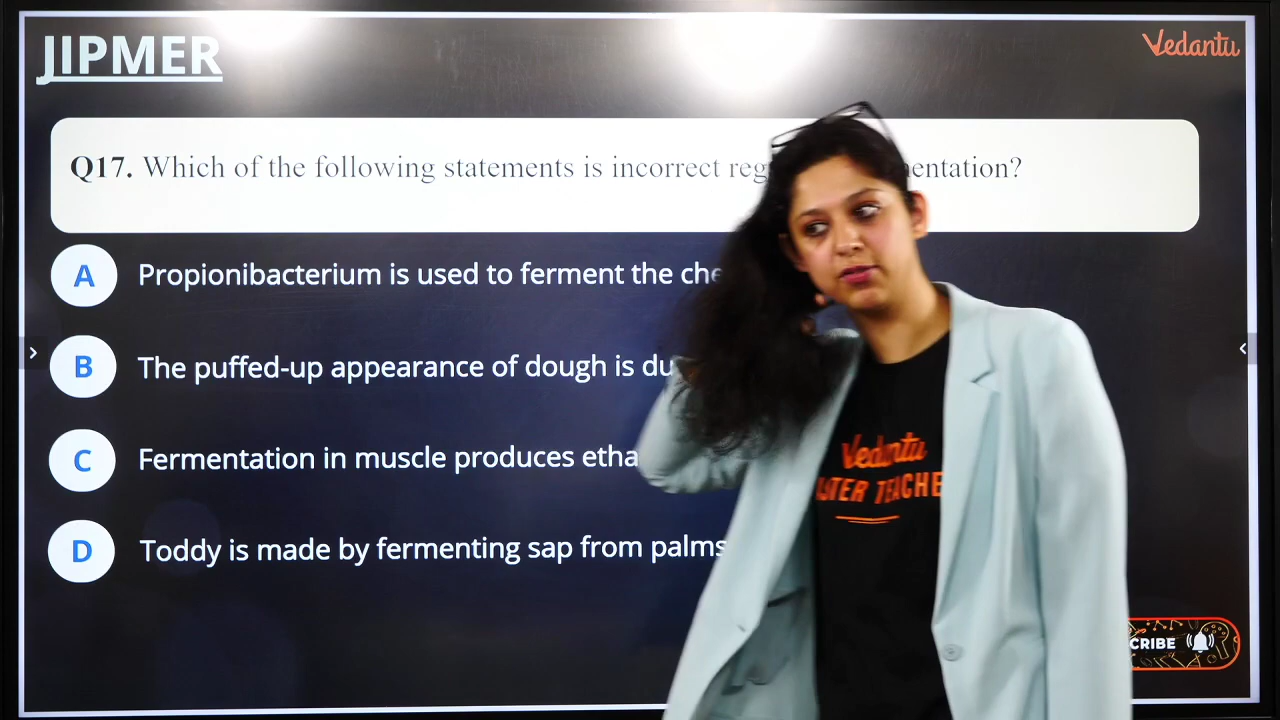 JIPMER
Vedantu
Q17. Which of the following statements is incorrect reg entation?
A Propionibacterium is used to ferment the che
B The puffed-up appearance of dough is du
C Fermentation in muscle produces etha
D Toddy is made by fermenting sap from palms
Vedantu
TEACHE
CRIBE